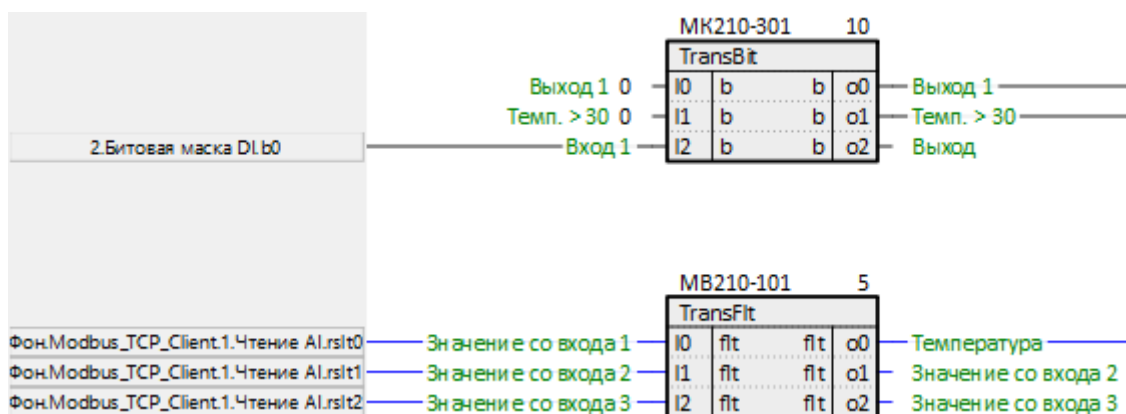 МК210-301 10
TransBit
Выход 1 0 I0 b b o0 Выход 1
Темп. > 30 0 I1 b b o1 Темп. > 30
2.Битовая маска DI.b0 Вход 1 I2 b b o2 Выход
МВ210-101 5
TransFlt
Фон.Modbus_TCP_Client.1.Чтение AI.rslt0 Значение со входа 1 I0 flt flt o0 Температура
Фон.Modbus_TCP_Client.1.Чтение AI.rslt1 Значение со входа 2 I1 flt flt o1 Значение со входа 2
Фон.Modbus_TCP_Client.1.Чтение AI.rslt2 Значение со входа 3 I2 flt flt o2 Значение со входа 3